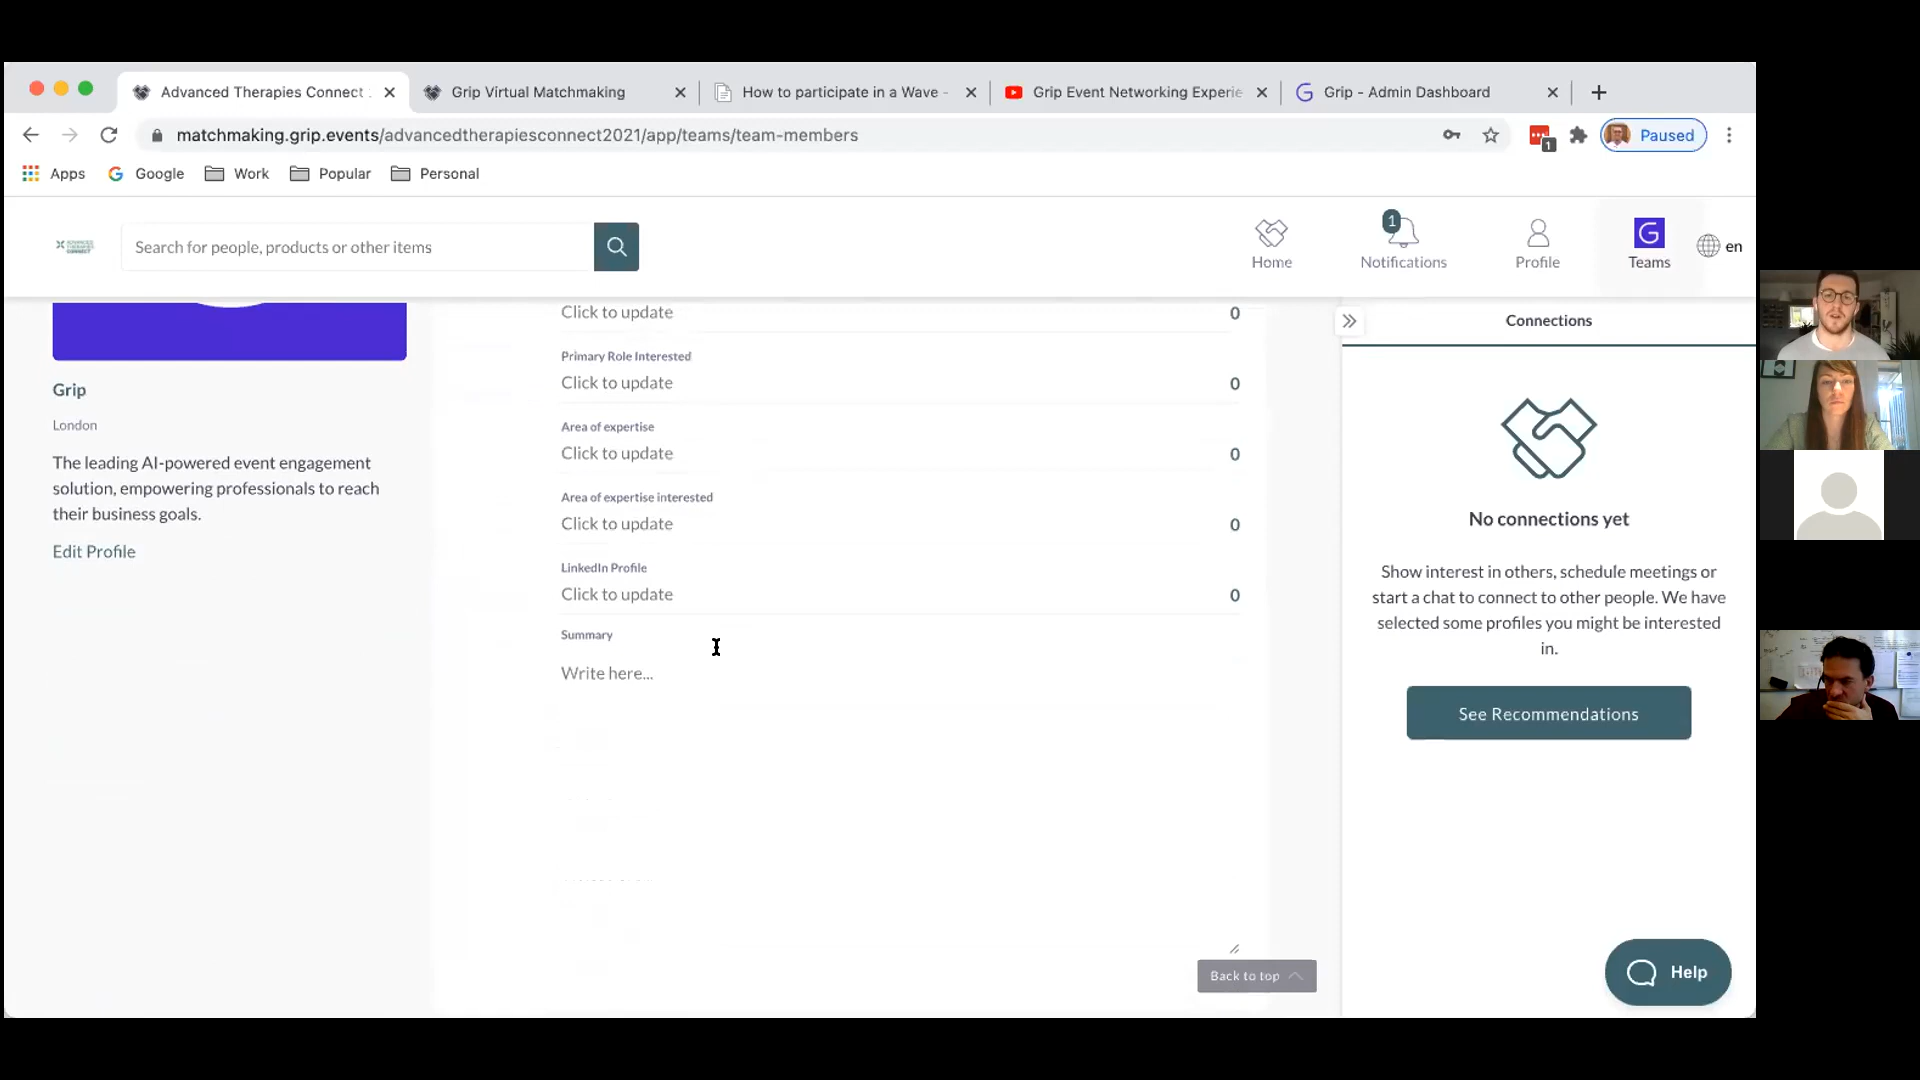 Advanced Therapies Connect
Grip Virtual Matchmaking
How to participate in a Wave -
Grip Event Networking Experie
Grip - Admin Dashboard
matchmaking.grip.events/advancedtherapiesconnect2021/app/teams/team-members
1
Paused
Apps
Google
Work
Popular
Personal
ADVANCED
THERAPIES
CONNECT
Search for people, products or other items
Home
1
Notifications
Profile
G
Teams
en
Grip
London
The leading AI-powered event engagement
solution, empowering professionals to reach
their business goals.
Edit Profile
Click to update
0
Primary Role Interested
Click to update
0
Area of expertise
Click to update
0
Area of expertise interested
Click to update
0
LinkedIn Profile
Click to update
0
Summary
Write here...
Back to top
Connections
No connections yet
Show interest in others, schedule meetings or
start a chat to connect to other people. We have
selected some profiles you might be interested
in.
See Recommendations
Help